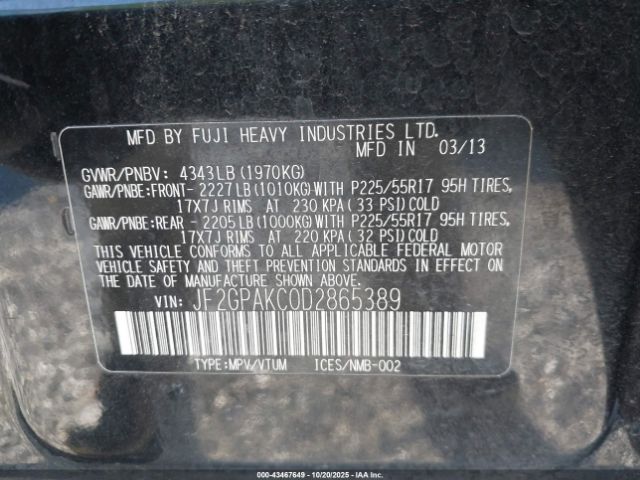 MFD BY FUJI HEAVY INDUSTRIES LTD.
MFD IN 03/13
GVWR/PNBV: 4343LB (1970KG)
GAWR/PNBE:FRONT- 2227LB (1010KG) WITH P225/55R17 95H TIRES,
17X7J RIMS AT 230 KPA (33 PSI) COLD
GAWR/PNBE:REAR - 2205LB (1000KG) WITH P225/55R17 95H TIRES,
17X7J RIMS AT 220 KPA (32 PSI) COLD
THIS VEHICLE CONFORMS TO ALL APPLICABLE FEDERAL MOTOR
VEHICLE SAFETY AND THEFT PREVENTION STANDARDS IN EFFECT ON
THE DATE OF MANUFACTURE SHOWN ABOVE.
VIN: JF2GPAKC0D2865389
TYPE:MPV/VTUM ICES/NMB-002
000-43467649 - 10/20/2025 - IAA Inc.